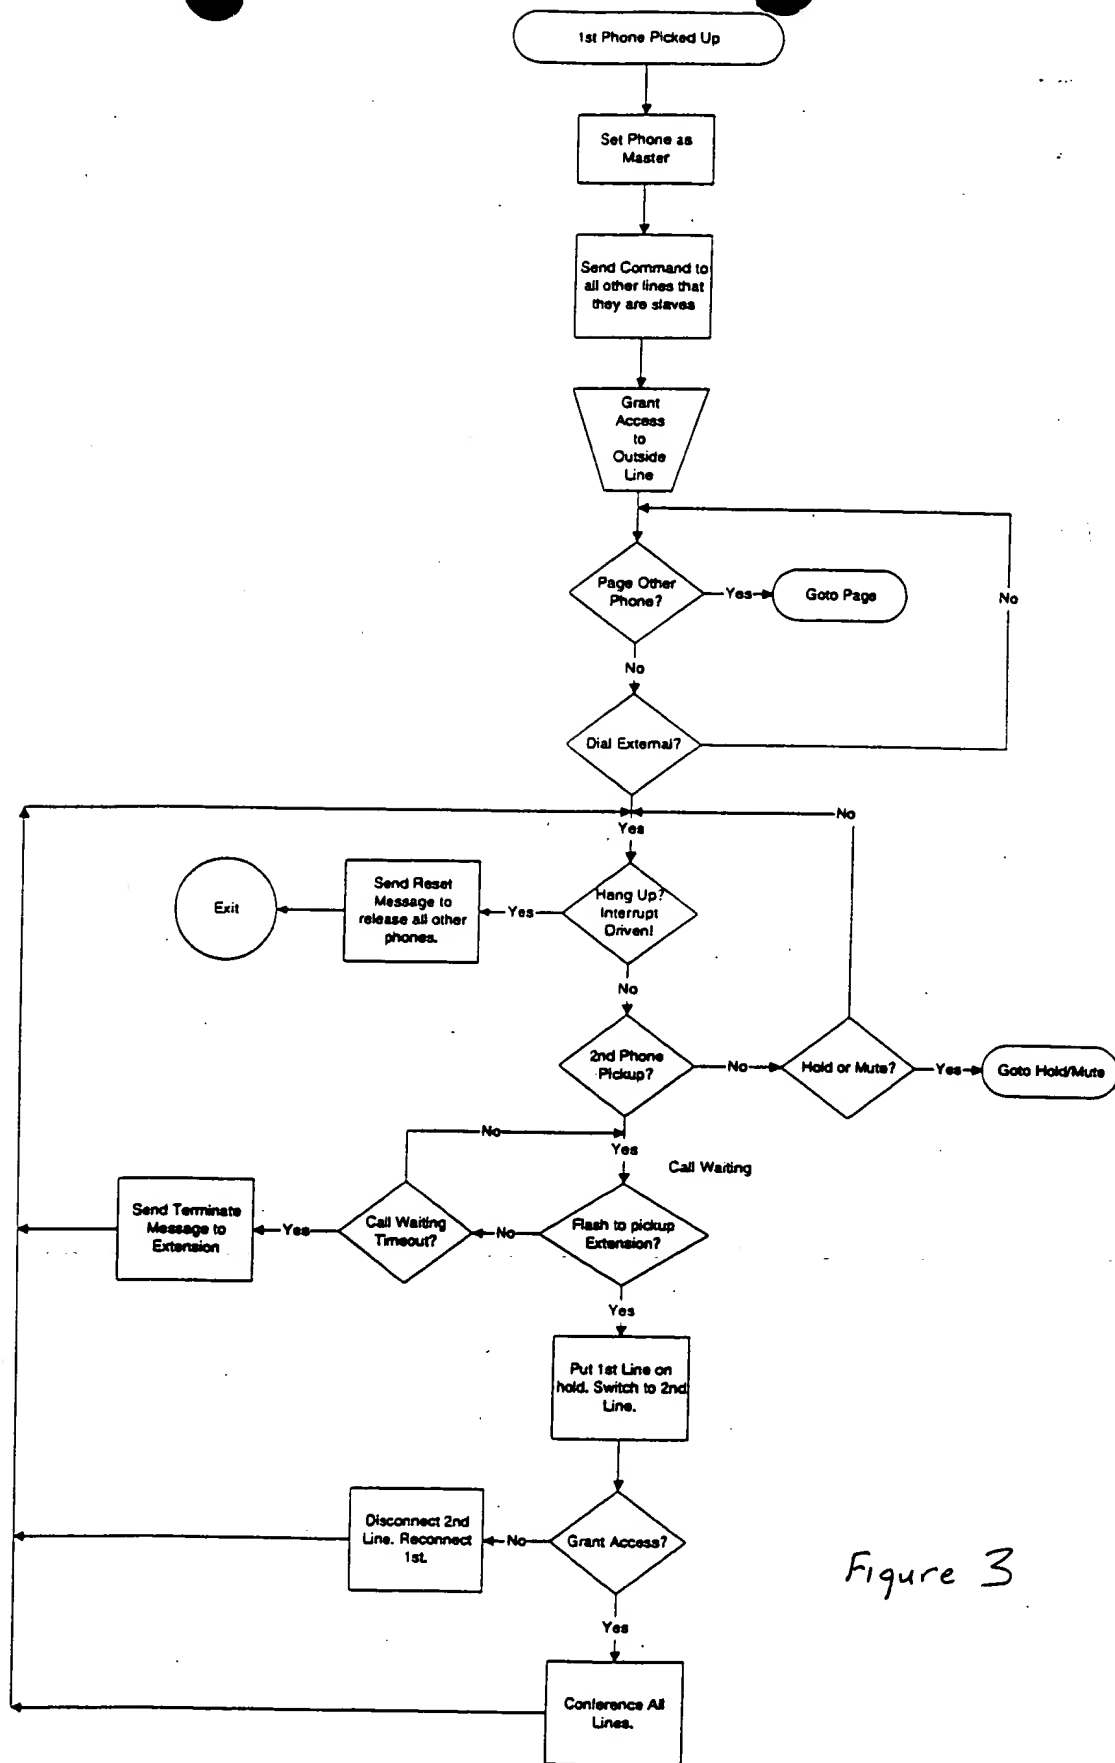 1st Phone Picked Up
Set Phone as
Master
Send Command to
all other lines that
they are slaves
Grant
Access
to
Outside
Line
Page Other
Phone?
Yes
Goto Page
No
No
Dial External?
No
Yes
Exit
Send Reset
Message to
release all other
phones.
Yes
Hang Up?
Interrupt
Driven!
No
2nd Phone
Pickup?
No
Hold or Mute?
Yes
Goto Hold/Mute
No
Yes
Call Waiting
Send Terminate
Message to
Extension
Yes
Call Waiting
Timeout?
No
Flash to pickup
Extension?
Yes
Put 1st Line on
hold. Switch to 2nd
Line.
Disconnect 2nd
Line. Reconnect
1st.
No
Grant Access?
Yes
Conference All
Lines.
Figure 3